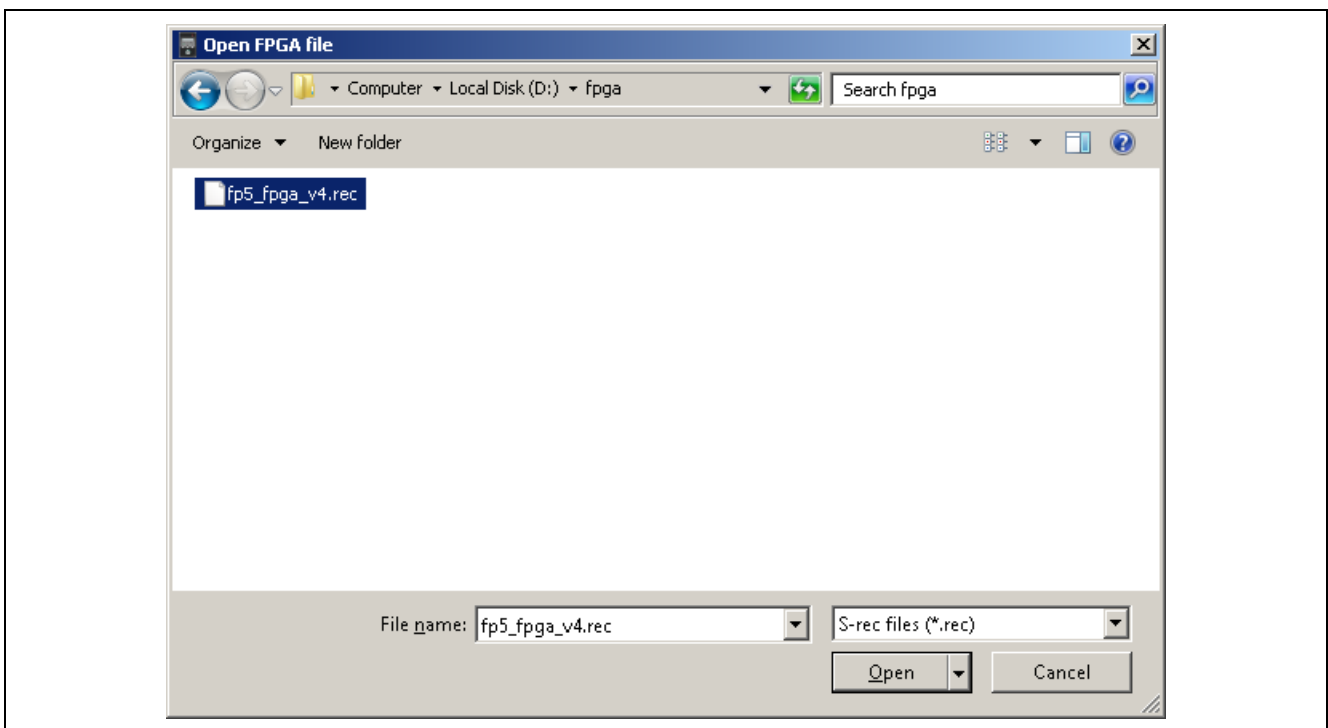 Open FPGA file
Computer Local Disk (D:) fpga Search fpga
Organize New folder
fp5_fpga_v4.rec
File name: fp5_fpga_v4.rec S-rec files (*.rec)
Open Cancel